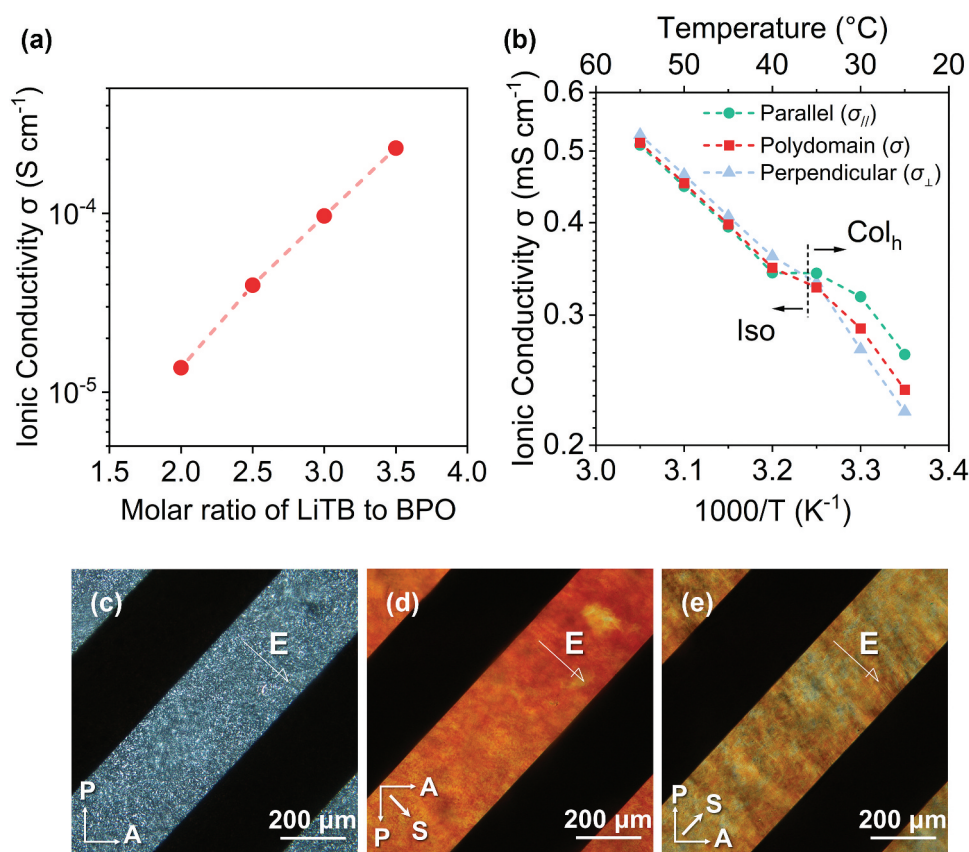 (a)
Ionic Conductivity σ (S cm⁻¹)
10⁻⁴
10⁻⁵
1.5 2.0 2.5 3.0 3.5 4.0
Molar ratio of LiTB to BPO
(b)
Temperature (°C)
60 50 40 30 20
Ionic Conductivity σ (mS cm⁻¹)
0.6
0.5
0.4
0.3
0.2
Parallel (σ//)
Polydomain (σ)
Perpendicular (σ⊥)
Colₕ
Iso
3.0 3.1 3.2 3.3 3.4
1000/T (K⁻¹)
(c)
E
P
A
200 μm
(d)
E
A
S
P
200 μm
(e)
E
P
S
A
200 μm